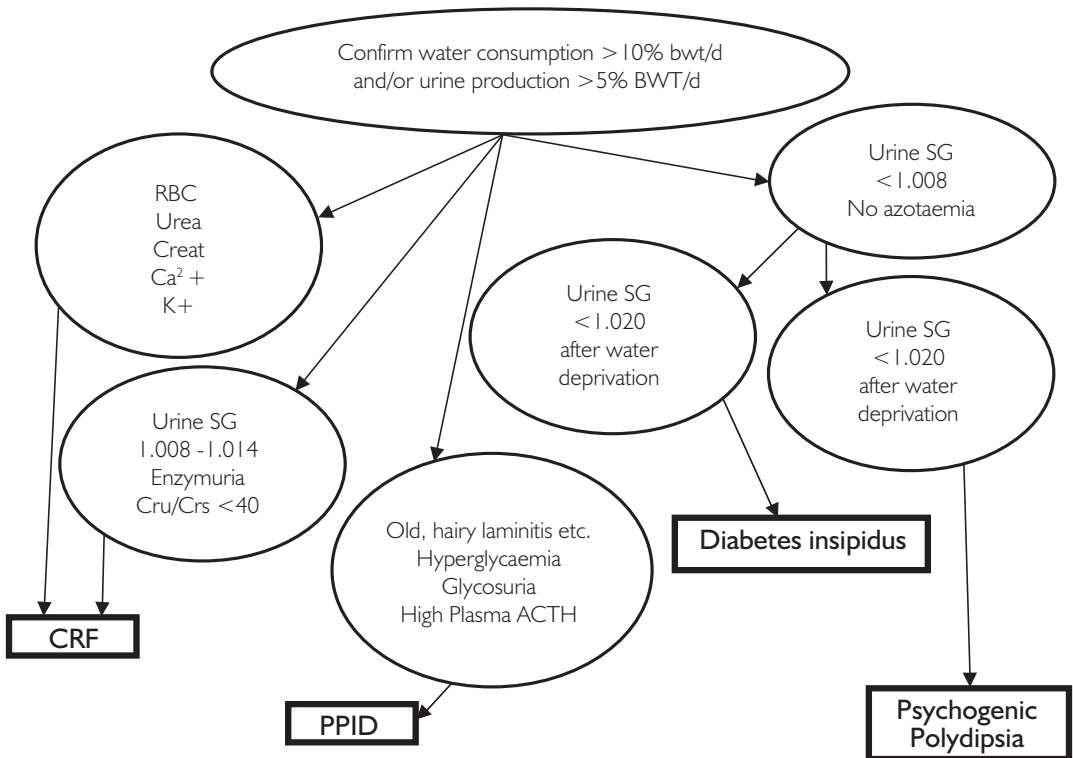 Confirm water consumption >10% bwt/d
and/or urine production >5% BWT/d
RBC
Urea
Creat
Ca² +
K+
Urine SG
<1.008
No azotaemia
Urine SG
<1.020
after water
deprivation
Urine SG
<1.020
after water
deprivation
Urine SG
1.008 -1.014
Enzymuria
Cru/Crs <40
Old, hairy laminitis etc.
Hyperglycaemia
Glycosuria
High Plasma ACTH
Diabetes insipidus
CRF
PPID
Psychogenic
Polydipsia